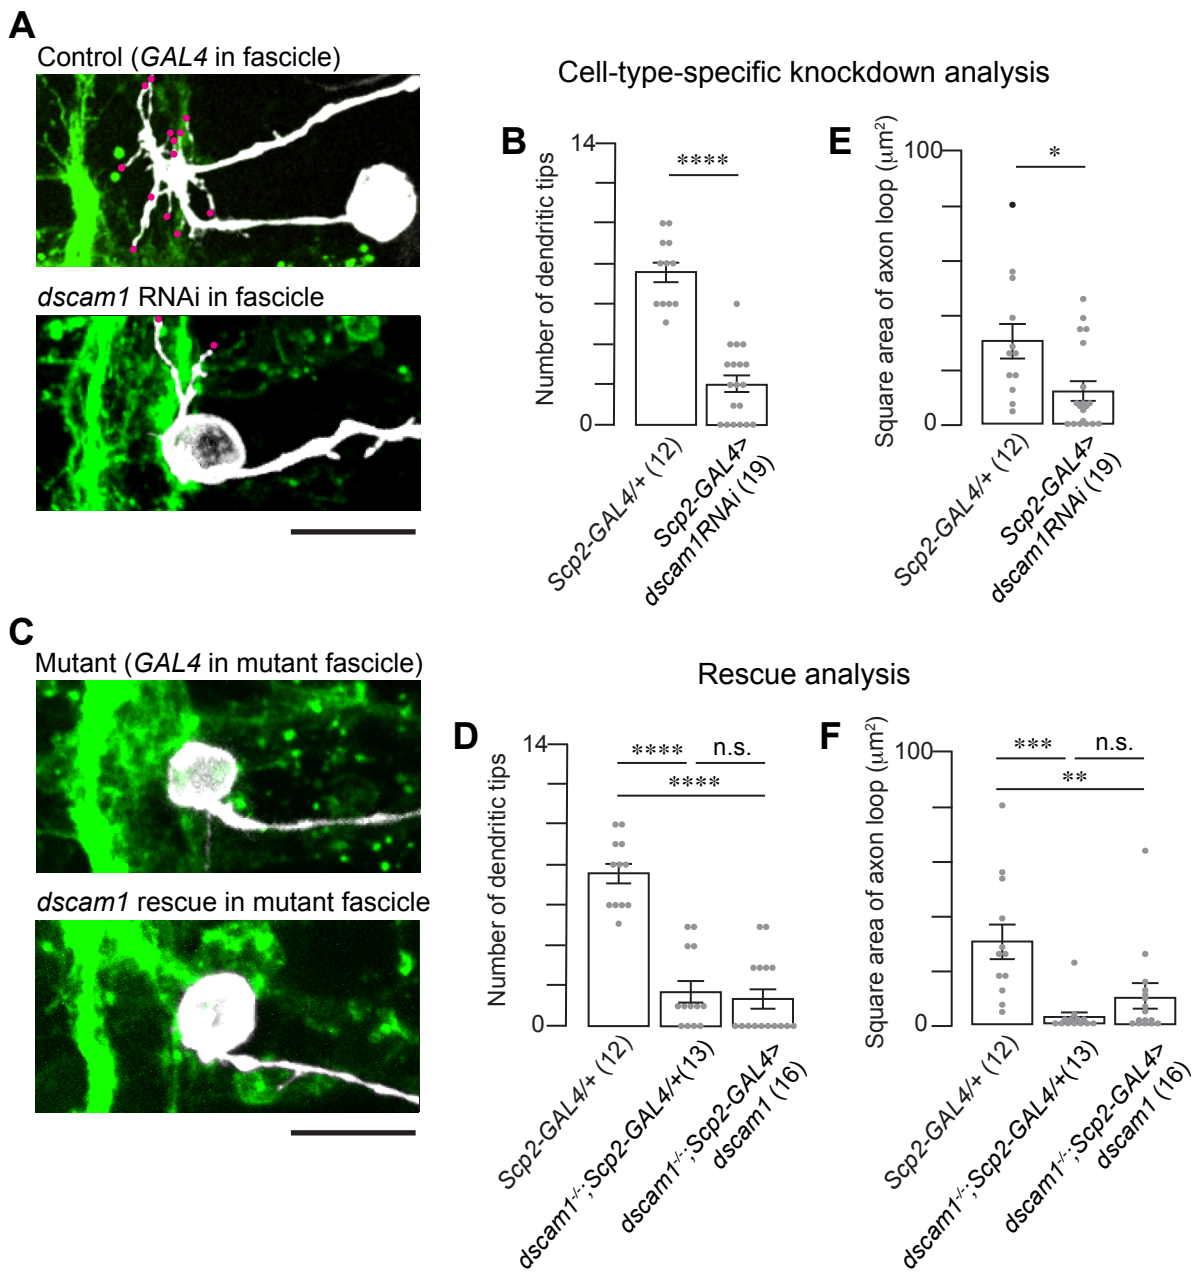 A
Control (GAL4 in fascicle)
dscam1 RNAi in fascicle
Cell-type-specific knockdown analysis
B
Number of dendritic tips
14
0
****
Scp2-GAL4/+ (12)
Scp2-GAL4>
dscam1RNAi (19)
E
Square area of axon loop (μm²)
100
0
*
Scp2-GAL4/+ (12)
Scp2-GAL4>
dscam1RNAi (19)
C
Mutant (GAL4 in mutant fascicle)
dscam1 rescue in mutant fascicle
Rescue analysis
D
Number of dendritic tips
14
0
**** n.s.
****
Scp2-GAL4/+ (12)
dscam1⁻/⁻;Scp2-GAL4/+(13)
dscam1⁻/⁻;Scp2-GAL4>
dscam1 (16)
F
Square area of axon loop (μm²)
100
0
*** n.s.
**
Scp2-GAL4/+ (12)
dscam1⁻/⁻;Scp2-GAL4/+(13)
dscam1⁻/⁻;Scp2-GAL4>
dscam1 (16)